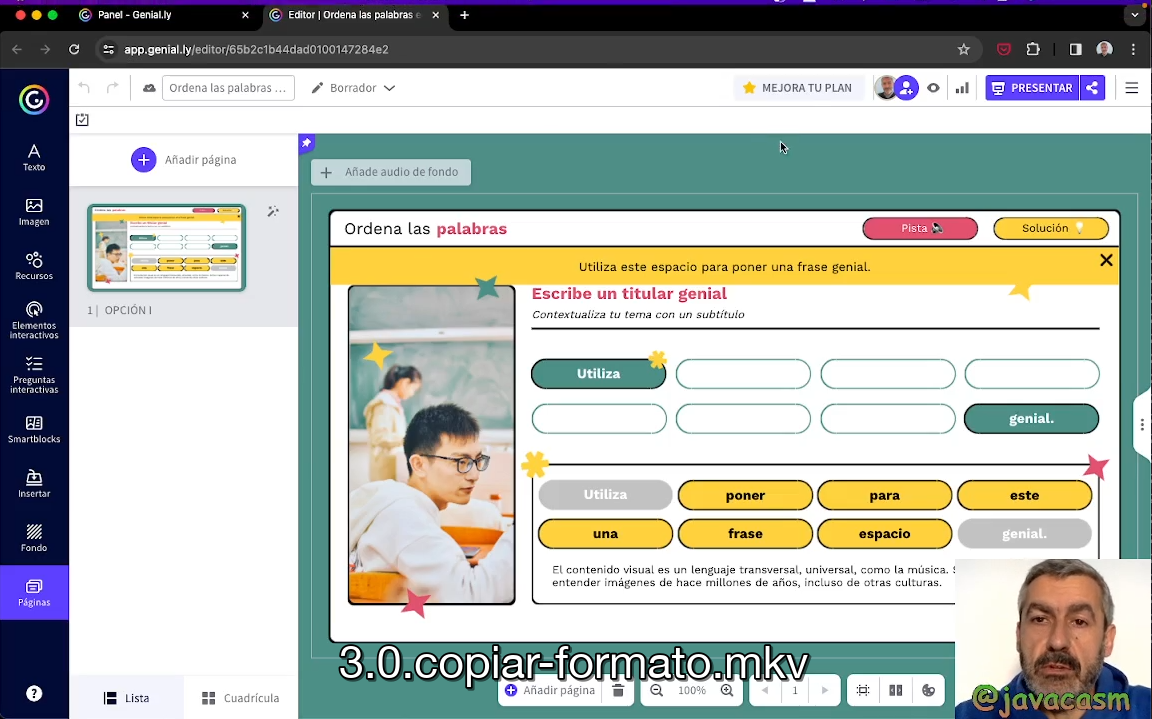 Panel - Genial.ly
Editor | Ordena las palabras e
app.genial.ly/editor/65b2c1b44dad0100147284e2
Ordena las palabras ...
Borrador
MEJORA TU PLAN
PRESENTAR
Texto
Imagen
Recursos
Elementos
interactivos
Preguntas
interactivas
Smartblocks
Insertar
Fondo
Páginas
Añadir página
1 | OPCIÓN I
Lista
Cuadrícula
Añade audio de fondo
Ordena las palabras
Pista
Solución
Utiliza este espacio para poner una frase genial.
Escribe un titular genial
Contextualiza tu tema con un subtítulo
Utiliza
genial.
Utiliza
poner
para
este
una
frase
espacio
genial.
El contenido visual es un lenguaje transversal, universal, como la música. S
entender imágenes de hace millones de años, incluso de otras culturas.
3.0.copiar-formato.mkv
Añadir página
100%
1
@javacasm